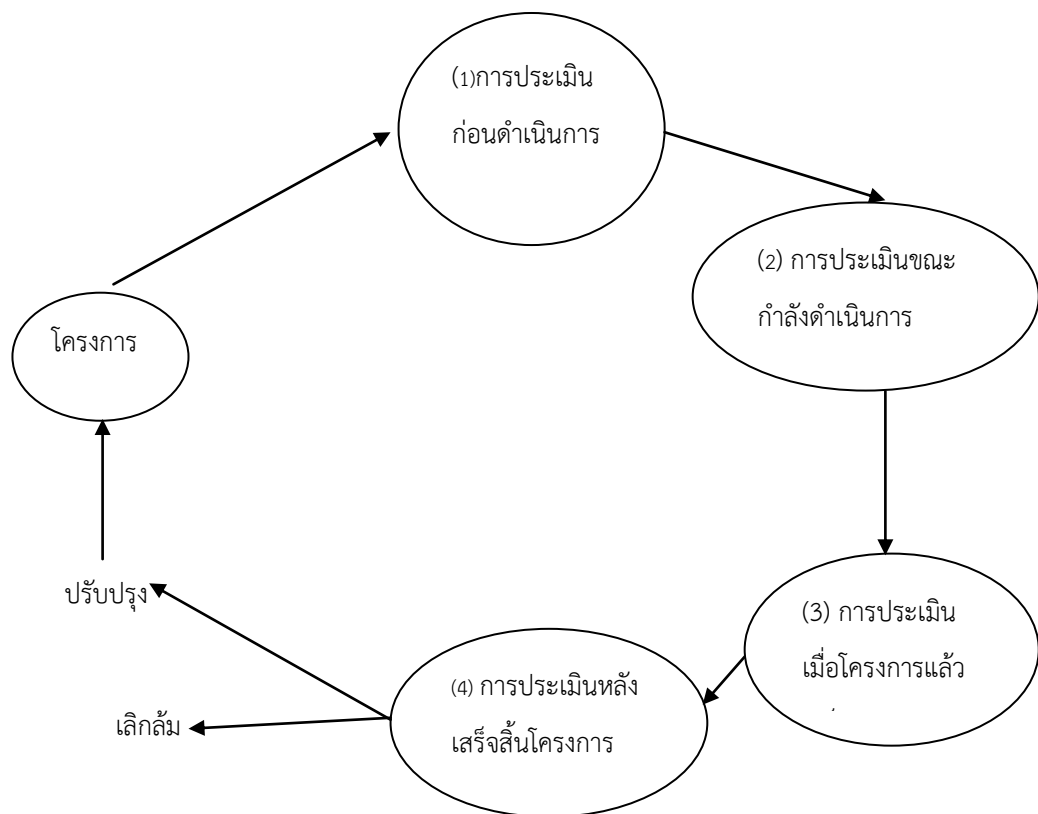 (1)การประเมิน
ก่อนดำเนินการ
(2) การประเมินขณะ
กำลังดำเนินการ
โครงการ
(3) การประเมิน
เมื่อโครงการแล้ว
(4) การประเมินหลัง
เสร็จสิ้นโครงการ
ปรับปรุง
เลิกล้ม